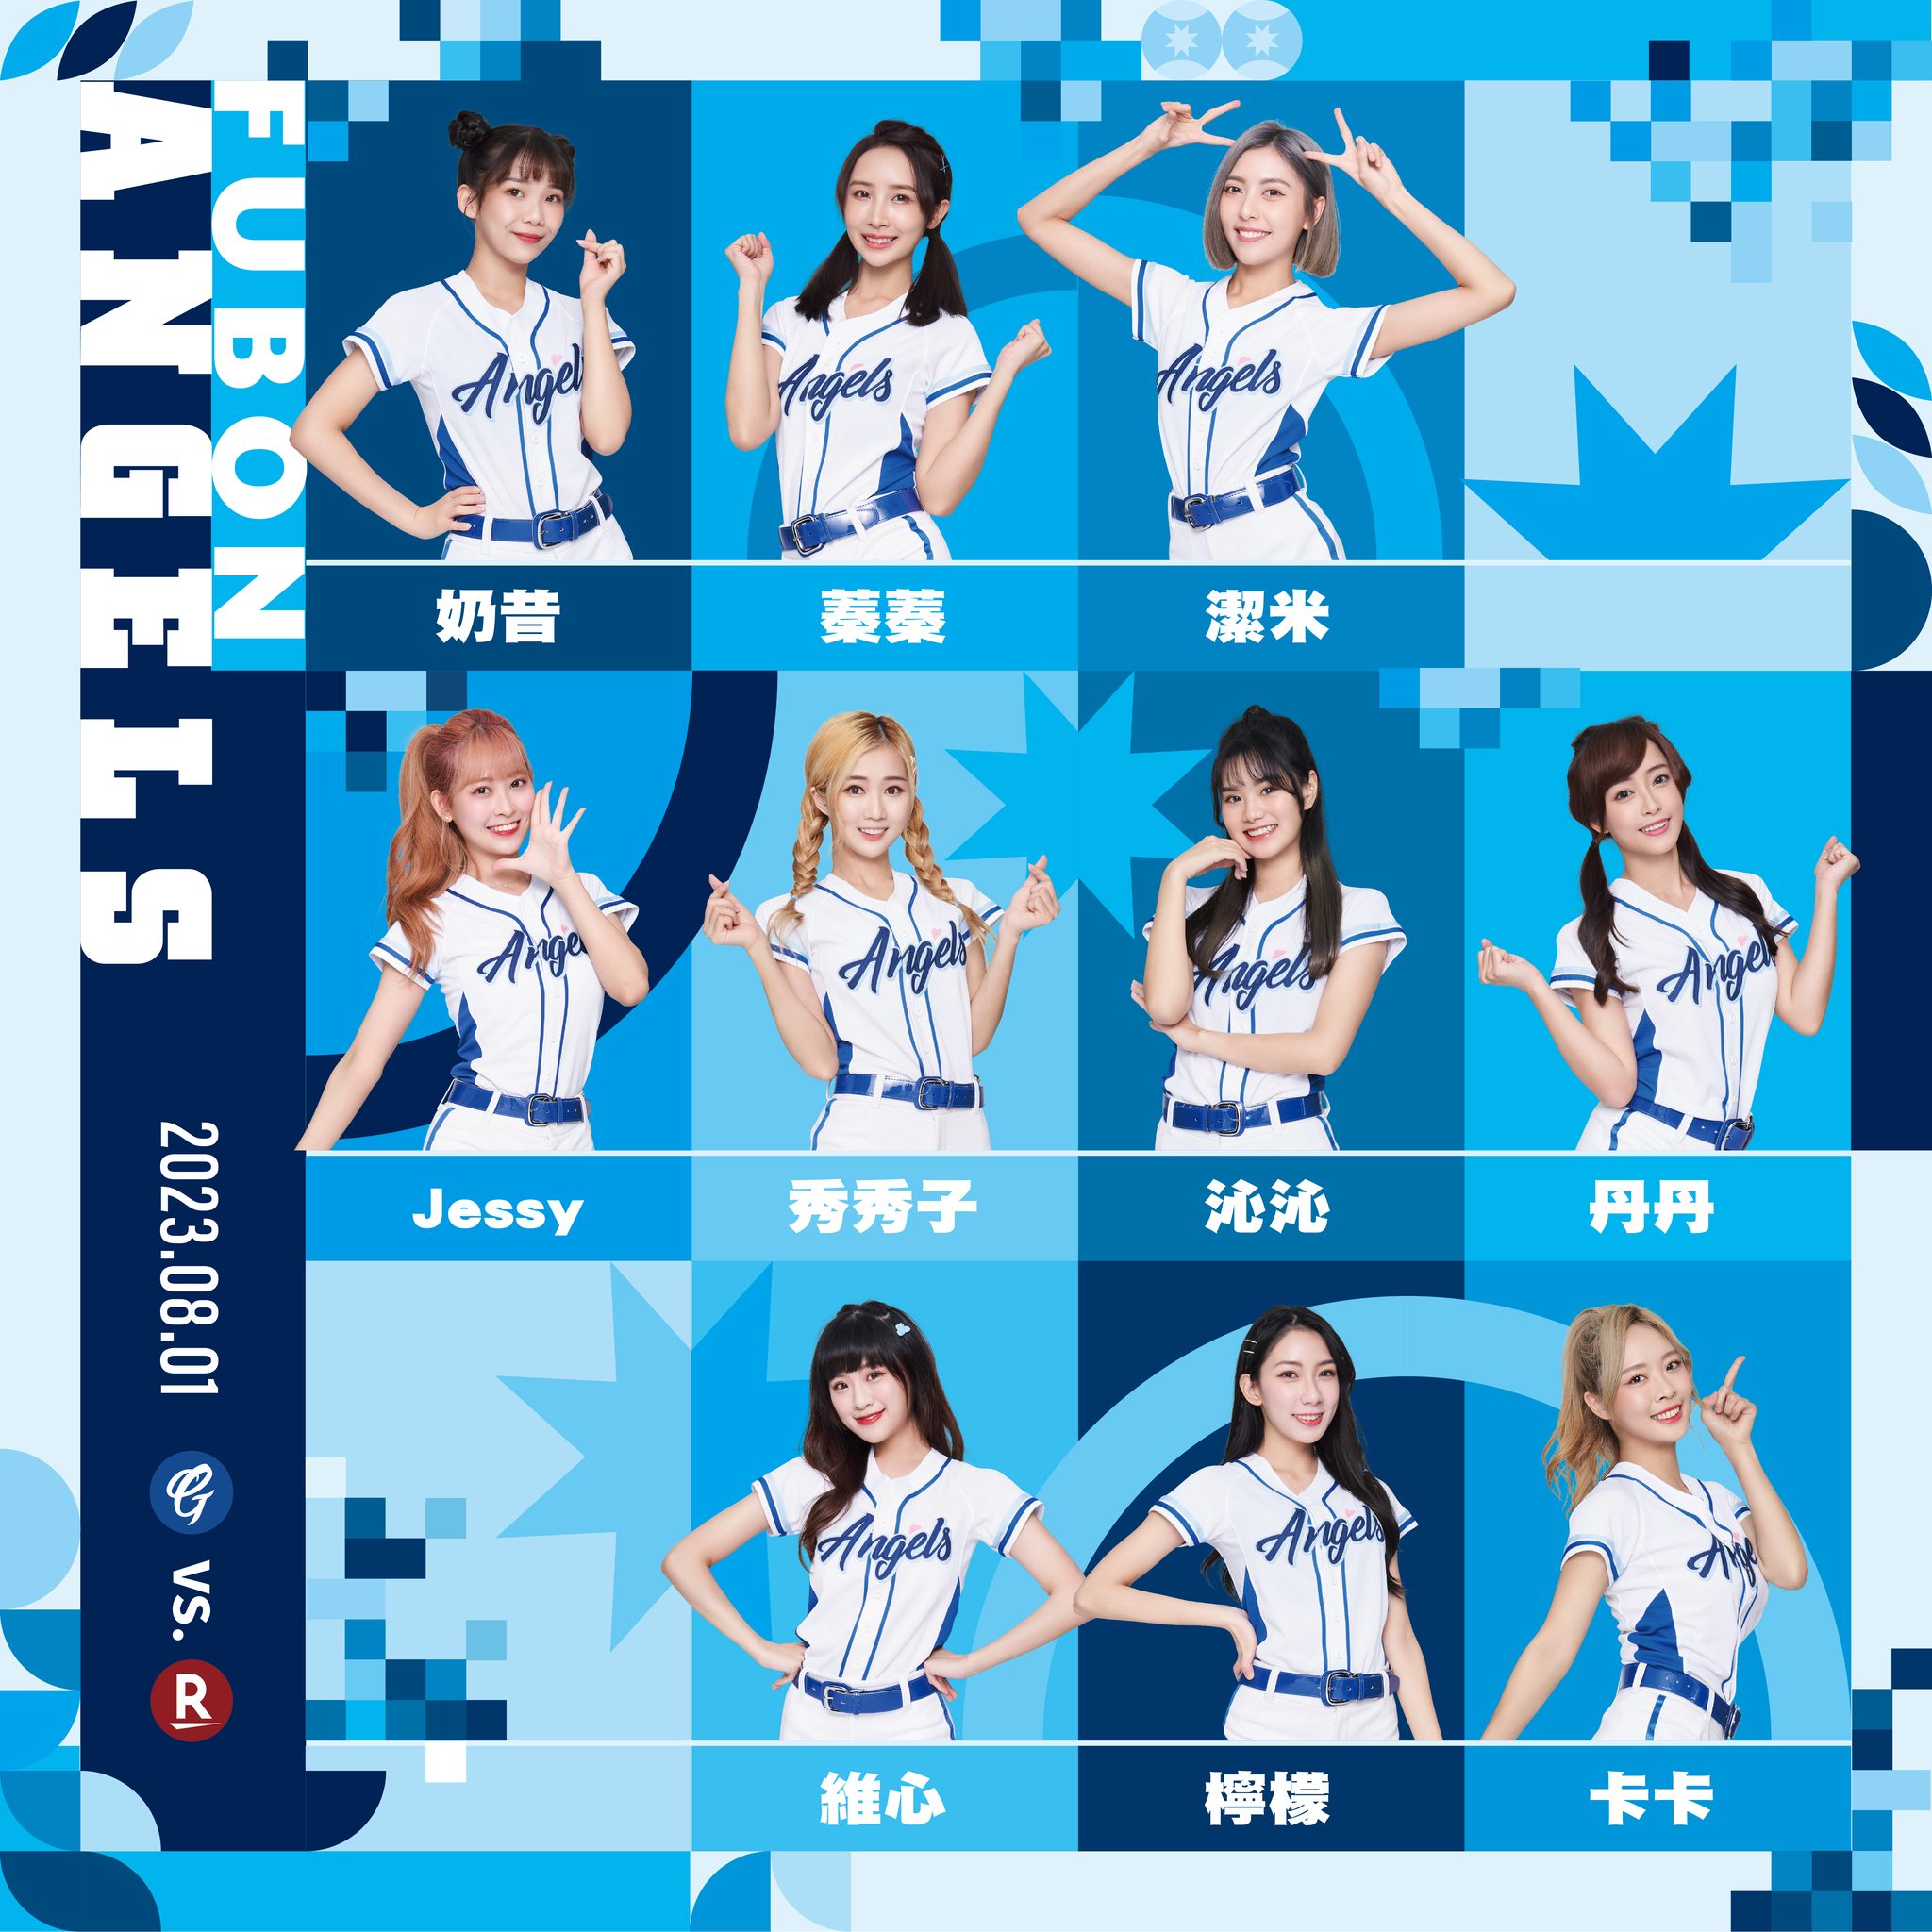 FUBON
ANGELS
2023.08.01
G vs. R
Angels
Angels
Angels
奶昔
蓁蓁
潔米
Angels
Angels
Angels
Angels
Jessy
秀秀子
沁沁
丹丹
Angels
Angels
Ange
維心
檸檬
卡卡